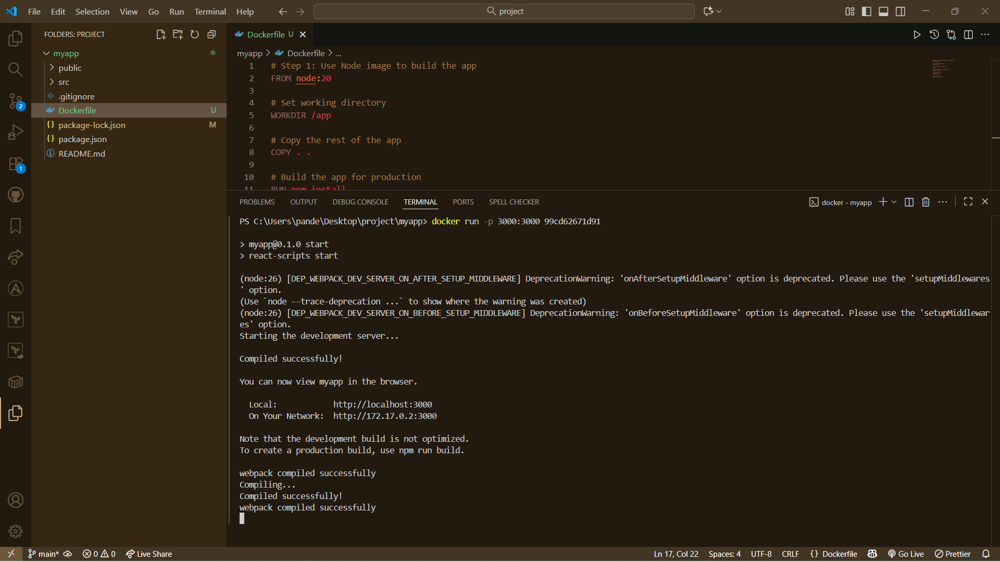 File Edit Selection View Go Run Terminal Help
project
FOLDERS: PROJECT
myapp
public
src
.gitignore
Dockerfile U
package-lock.json M
package.json
README.md
2
1
Dockerfile U
myapp > Dockerfile > ...
1 # Step 1: Use Node image to build the app
2 FROM node:20
3
4 # Set working directory
5 WORKDIR /app
6
7 # Copy the rest of the app
8 COPY . .
9
10 # Build the app for production
11 RUN npm install
PROBLEMS OUTPUT DEBUG CONSOLE TERMINAL PORTS SPELL CHECKER
docker - myapp
PS C:\Users\pande\Desktop\project\myapp> docker run -p 3000:3000 99cd62671d91
> myapp@0.1.0 start
> react-scripts start
(node:26) [DEP_WEBPACK_DEV_SERVER_ON_AFTER_SETUP_MIDDLEWARE] DeprecationWarning: 'onAfterSetupMiddleware' option is deprecated. Please use the 'setupMiddlewares
' option.
(Use `node --trace-deprecation ...` to show where the warning was created)
(node:26) [DEP_WEBPACK_DEV_SERVER_ON_BEFORE_SETUP_MIDDLEWARE] DeprecationWarning: 'onBeforeSetupMiddleware' option is deprecated. Please use the 'setupMiddlewar
es' option.
Starting the development server...
Compiled successfully!
You can now view myapp in the browser.
Local: http://localhost:3000
On Your Network: http://172.17.0.2:3000
Note that the development build is not optimized.
To create a production build, use npm run build.
webpack compiled successfully
Compiling...
Compiled successfully!
webpack compiled successfully
main* 0 0 Live Share
Ln 17, Col 22 Spaces: 4 UTF-8 CRLF {} Dockerfile Go Live Prettier